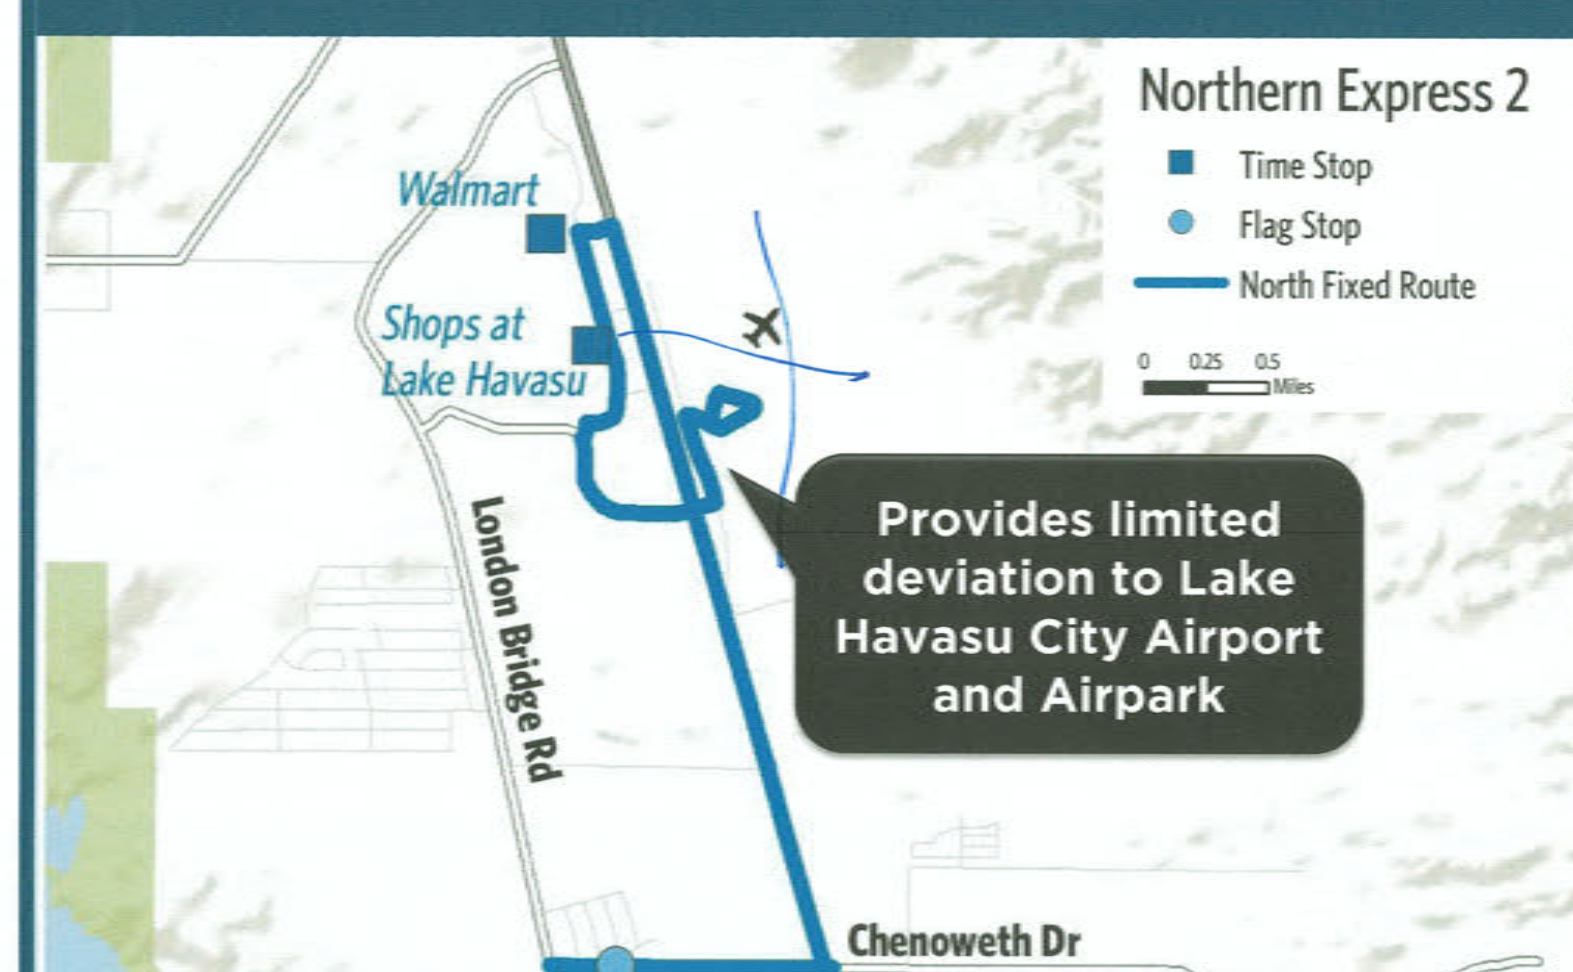 Northern Express 2
Time Stop
Flag Stop
North Fixed Route
0 0.25 0.5
Miles
Walmart
Shops at
Lake Havasu
London Bridge Rd
Provides limited
deviation to Lake
Havasu City Airport
and Airpark
Chenoweth Dr